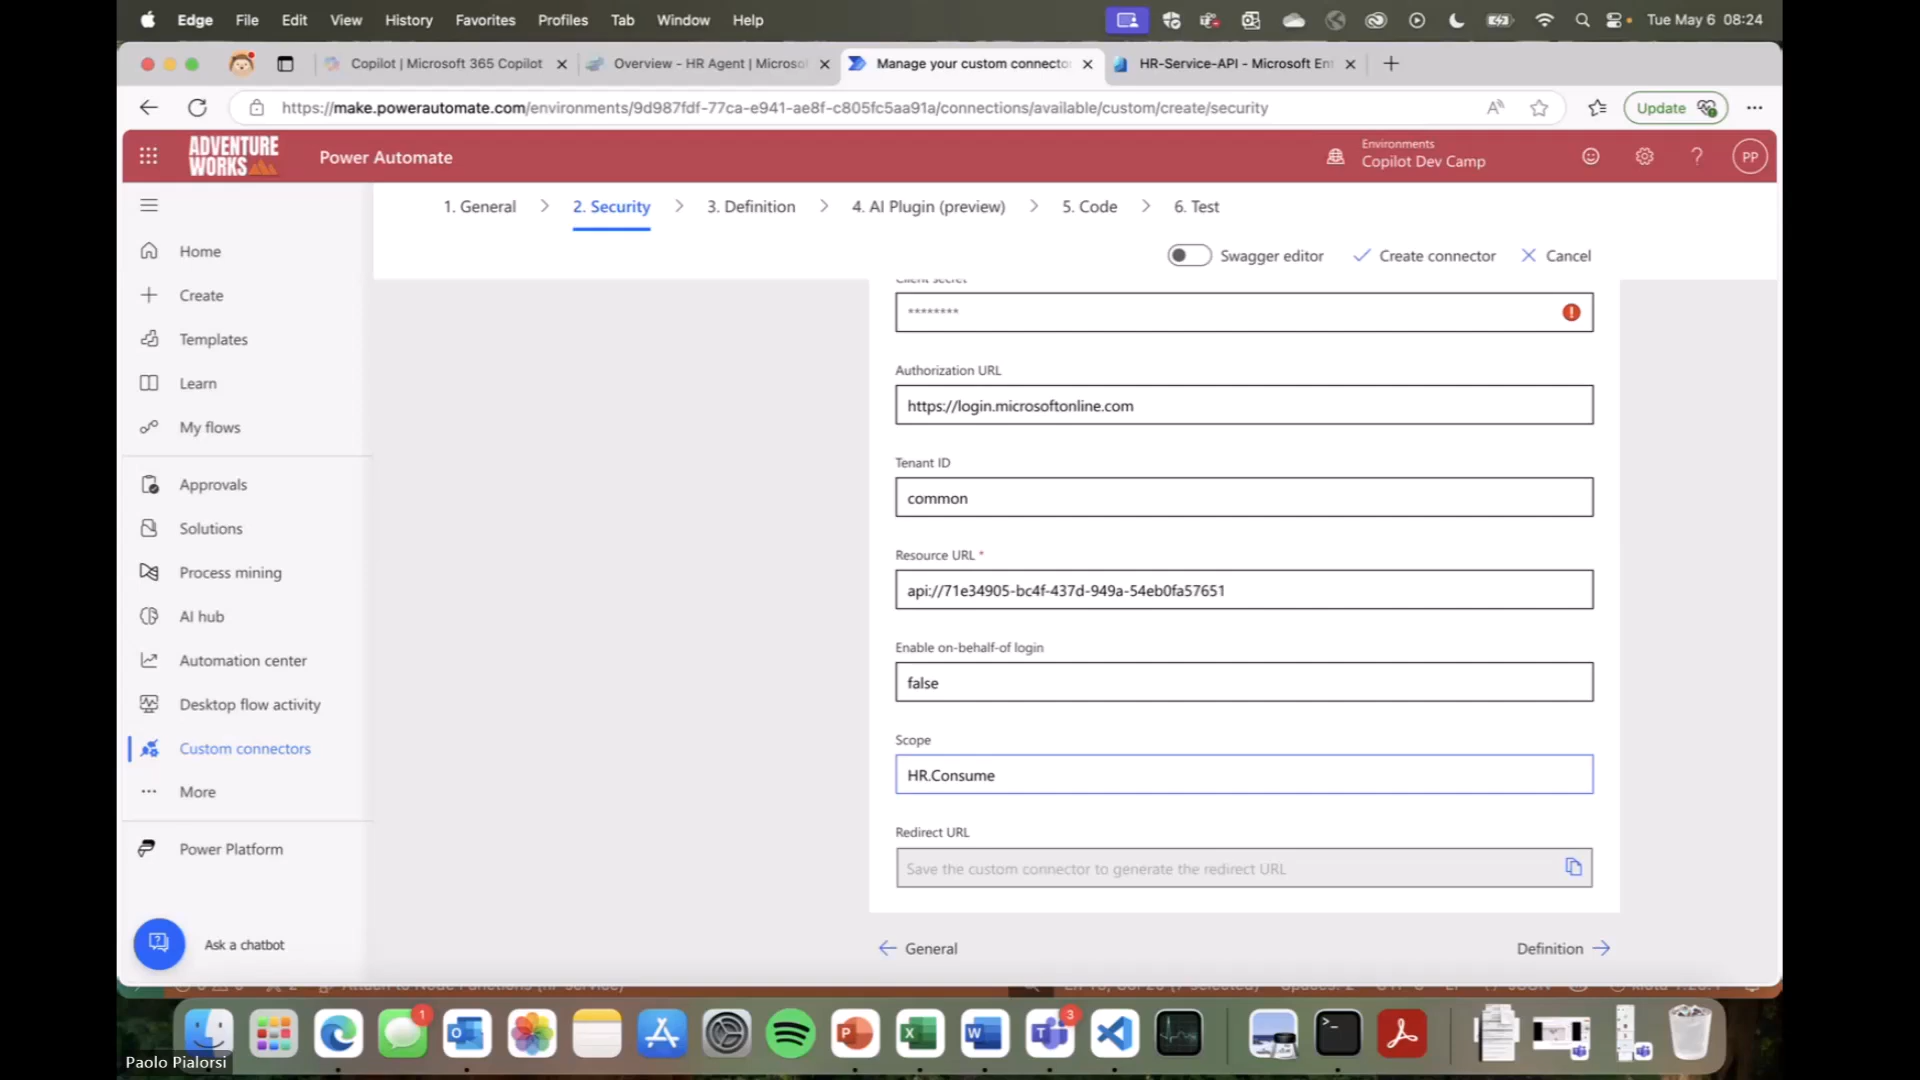 Edge File Edit View History Favorites Profiles Tab Window Help
Tue May 6 08:24
Copilot | Microsoft 365 Copilot
Overview - HR Agent | Microso
Manage your custom connecto
HR-Service-API - Microsoft Ent
https://make.powerautomate.com/environments/9d987fdf-77ca-e941-ae8f-c805fc5aa91a/connections/available/custom/create/security
Update
ADVENTURE
WORKS
Power Automate
Environments
Copilot Dev Camp
PP
1. General
2. Security
3. Definition
4. AI Plugin (preview)
5. Code
6. Test
Swagger editor
Create connector
Cancel
Home
Create
Templates
Learn
My flows
Approvals
Solutions
Process mining
AI hub
Automation center
Desktop flow activity
Custom connectors
More
Power Platform
Ask a chatbot
Client secret
********
Authorization URL
https://login.microsoftonline.com
Tenant ID
common
Resource URL *
api://71e34905-bc4f-437d-949a-54eb0fa57651
Enable on-behalf-of login
false
Scope
HR.Consume
Redirect URL
Save the custom connector to generate the redirect URL
General
Definition
1
3
Paolo Pialorsi